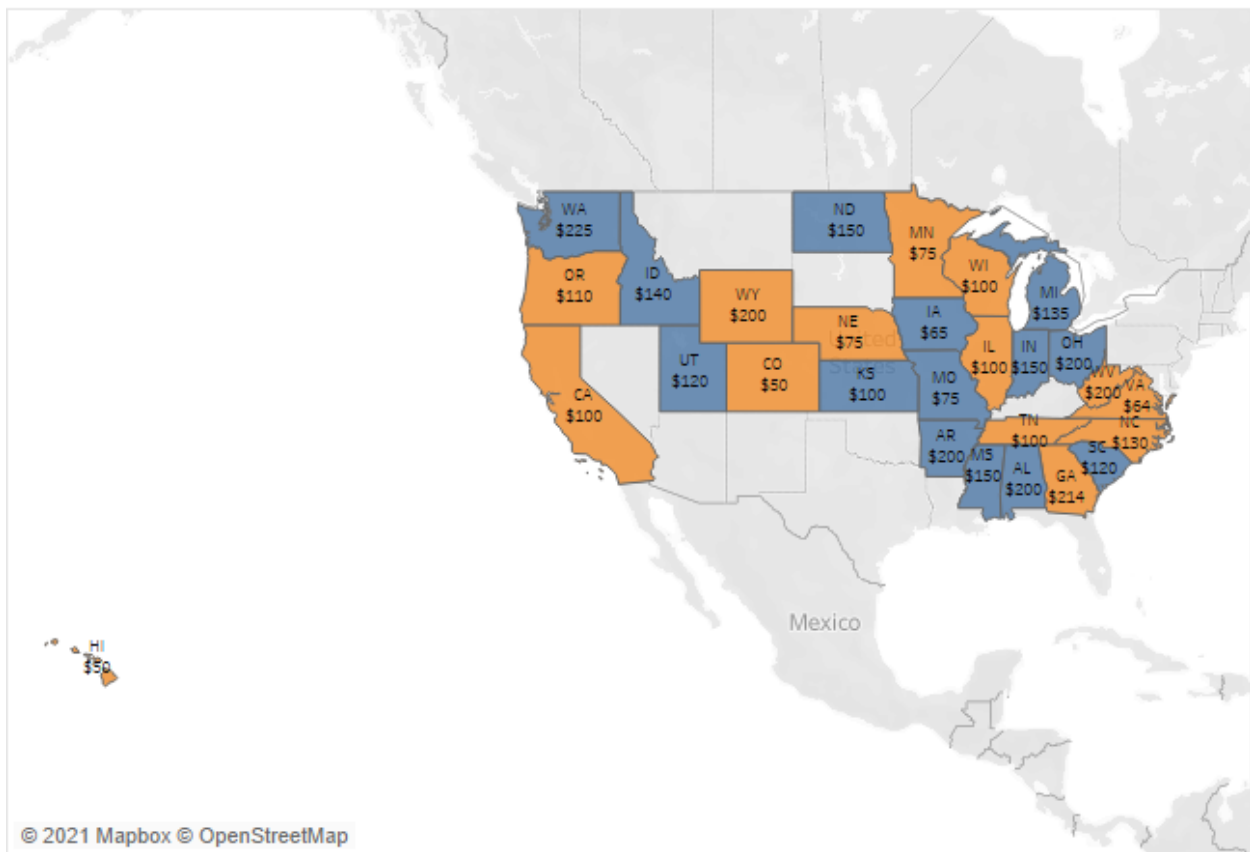 WA
$225
ND
$150
MN
$75
OR
$110
ID
$140
WI
$100
MI
$135
WY
$200
NE
$75
IA
$65
United
States
UT
$120
CO
$50
KS
$100
MO
$75
IL
$100
IN
$150
OH
$200
WV
$200
VA
$64
CA
$100
TN
$100
NC
$130
AR
$200
MS
$150
AL
$200
GA
$214
SC
$120
Mexico
HI
$50
© 2021 Mapbox © OpenStreetMap